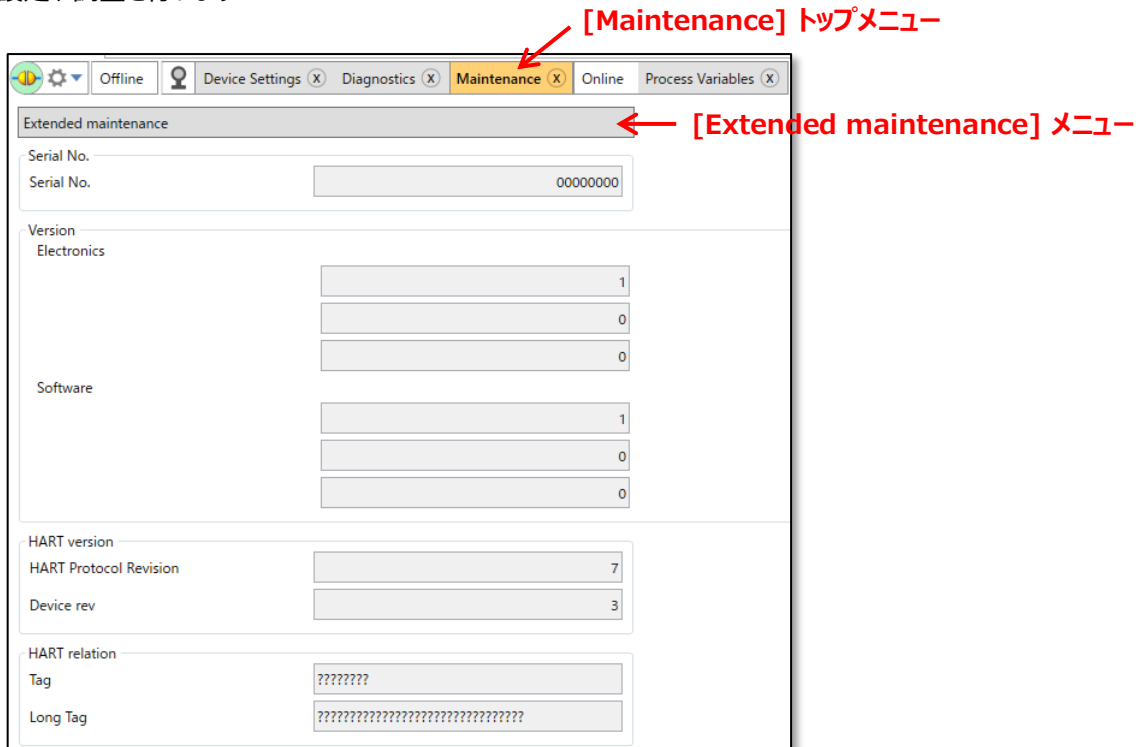 [Maintenance] トップメニュー
Offline Device Settings X Diagnostics X Maintenance X Online Process Variables X
Extended maintenance
[Extended maintenance] メニュー
Serial No.
Serial No. 00000000
Version
Electronics
1
0
0
Software
1
0
0
HART version
HART Protocol Revision 7
Device rev 3
HART relation
Tag ????????
Long Tag ????????????????????????????????